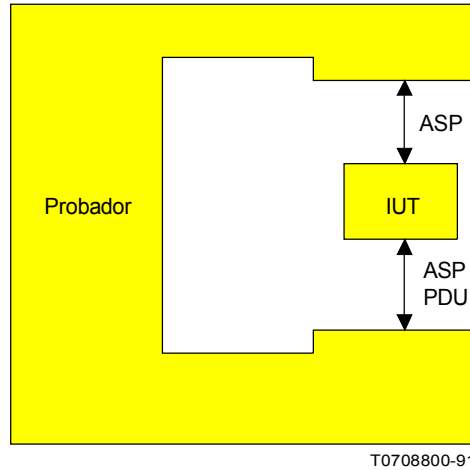 ASP
Probador
IUT
ASP
PDU
T0708800-91